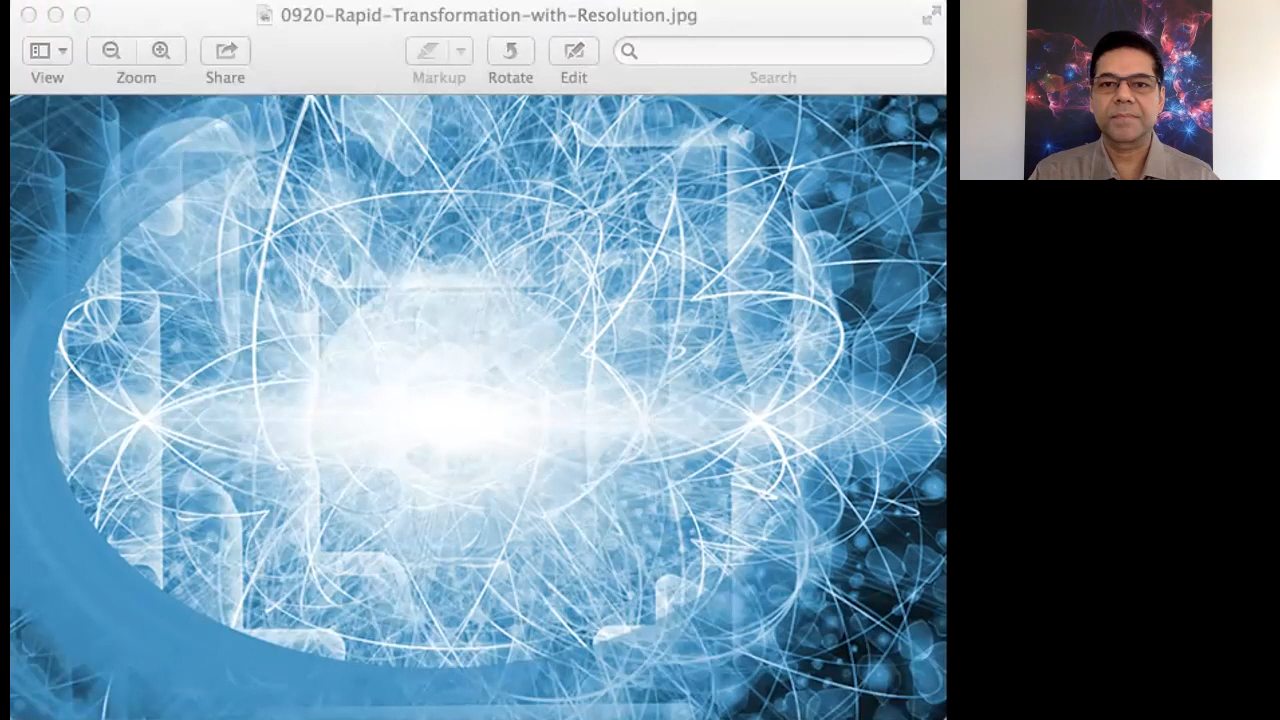 0920-Rapid-Transformation-with-Resolution.jpg
View Zoom Share Markup Rotate Edit Search